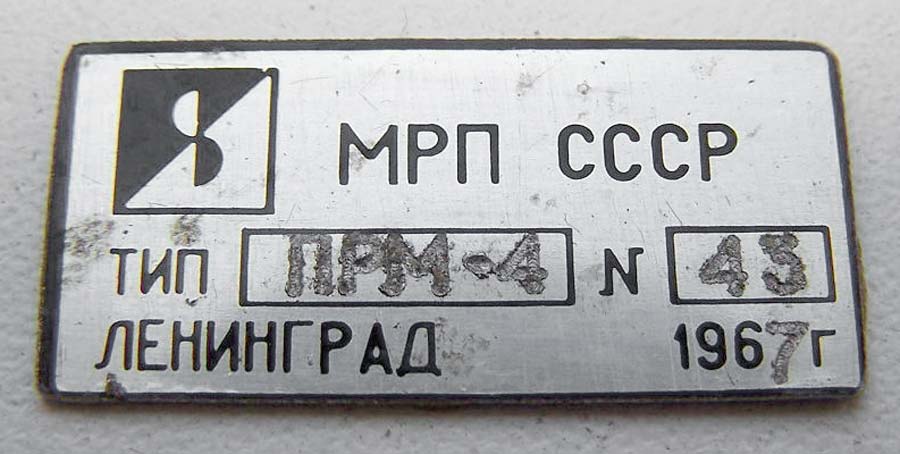 МРП СССР
ТИП ПРМ-4 N 43
ЛЕНИНГРАД 1967г